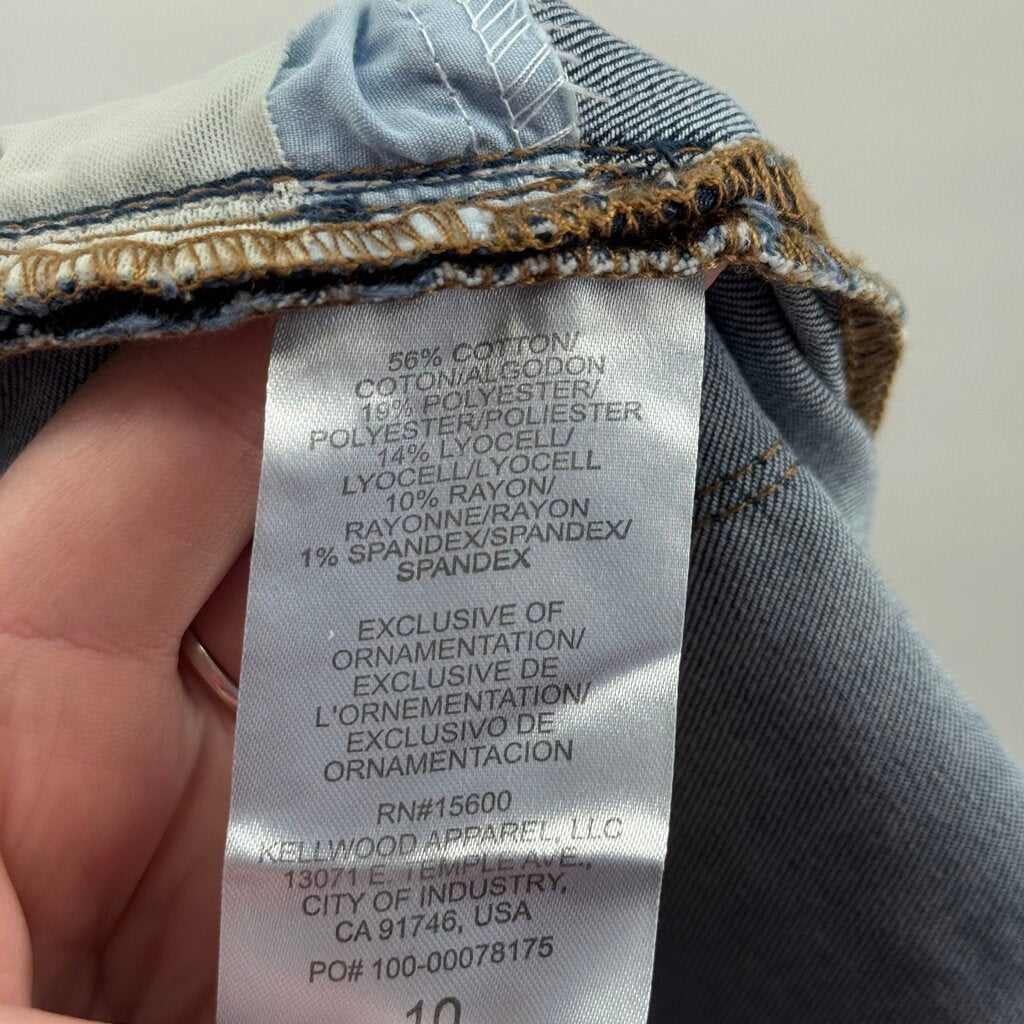 56% COTTON/
COTON/ALGODON
19% POLYESTER/
POLYESTER/POLIESTER
14% LYOCELL/
LYOCELL/LYOCELL
10% RAYON/
RAYONNE/RAYON
1% SPANDEX/SPANDEX/
SPANDEX
EXCLUSIVE OF
ORNAMENTATION/
EXCLUSIVE DE
L'ORNEMENTATION/
EXCLUSIVO DE
ORNAMENTACION
RN#15600
KELLWOOD APPAREL, LLC
13071 E. TEMPLE AVE.,
CITY OF INDUSTRY,
CA 91746, USA
PO# 100-00078175
10